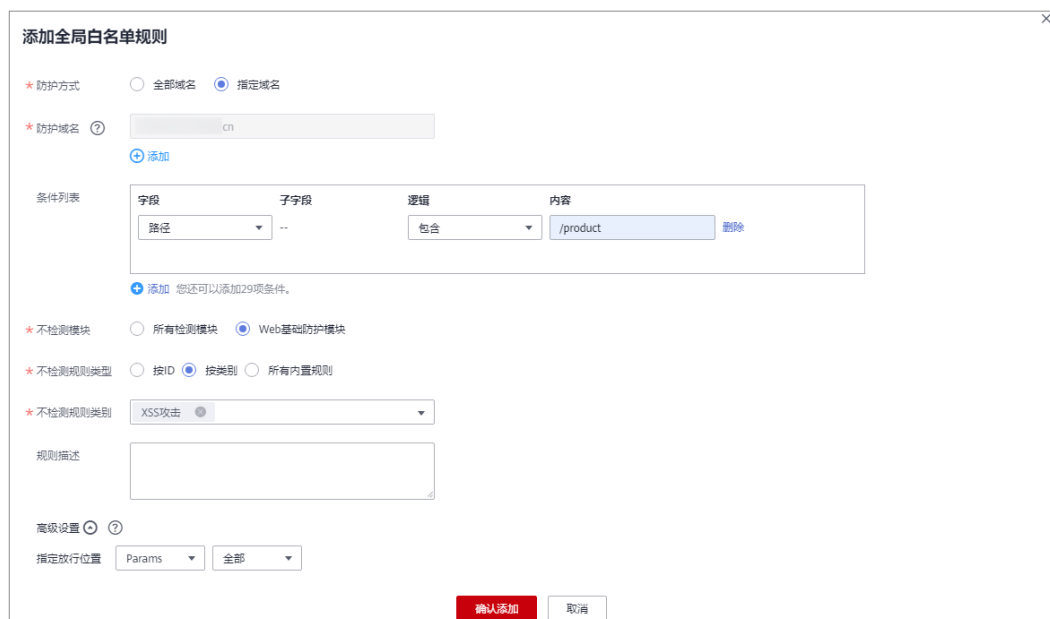 添加全局白名单规则
* 防护方式 全部域名 指定域名
* 防护域名 ? cn
添加
条件列表 字段 子字段 逻辑 内容
路径 -- 包含 /product 删除
添加 您还可以添加29项条件。
* 不检测模块 所有检测模块 Web基础防护模块
* 不检测规则类型 按ID 按类别 所有内置规则
* 不检测规则类别 XSS攻击
规则描述
高级设置 ?
指定放行位置 Params 全部
确认添加 取消